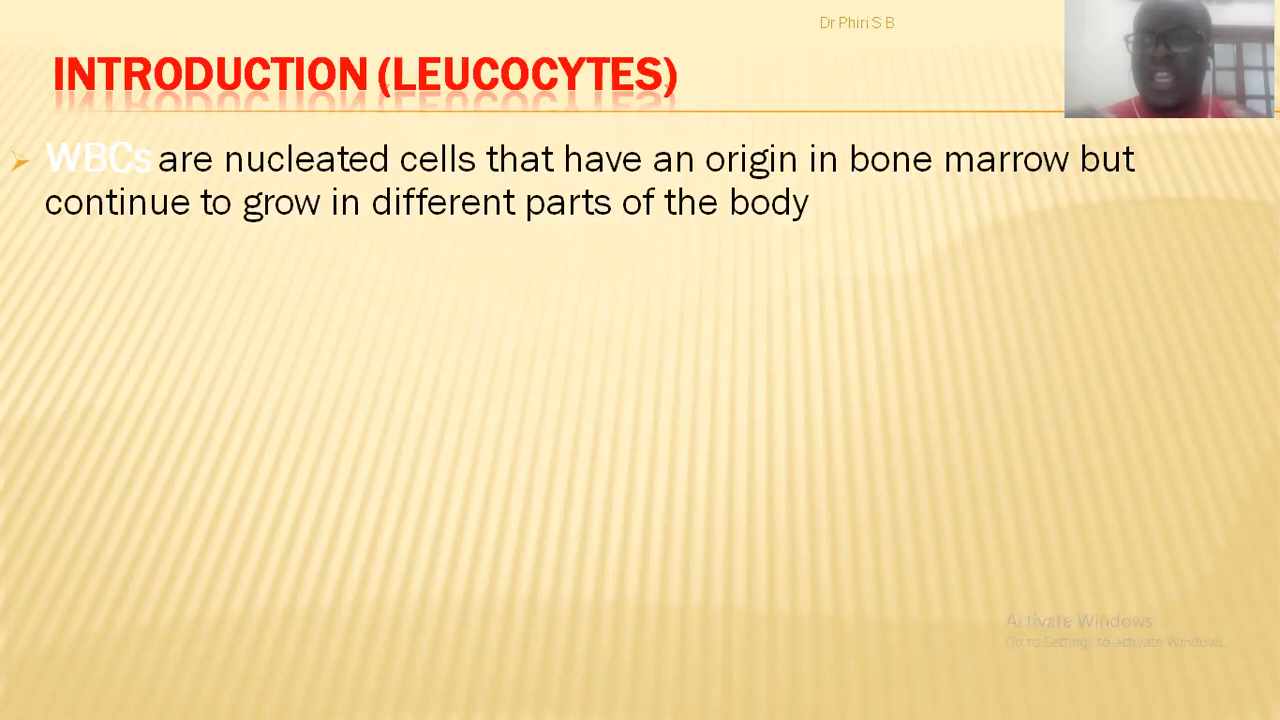 Dr Phiri S B
INTRODUCTION (LEUCOCYTES)
WBCs are nucleated cells that have an origin in bone marrow but
continue to grow in different parts of the body
Activate Windows
Go to Settings to activate Windows.